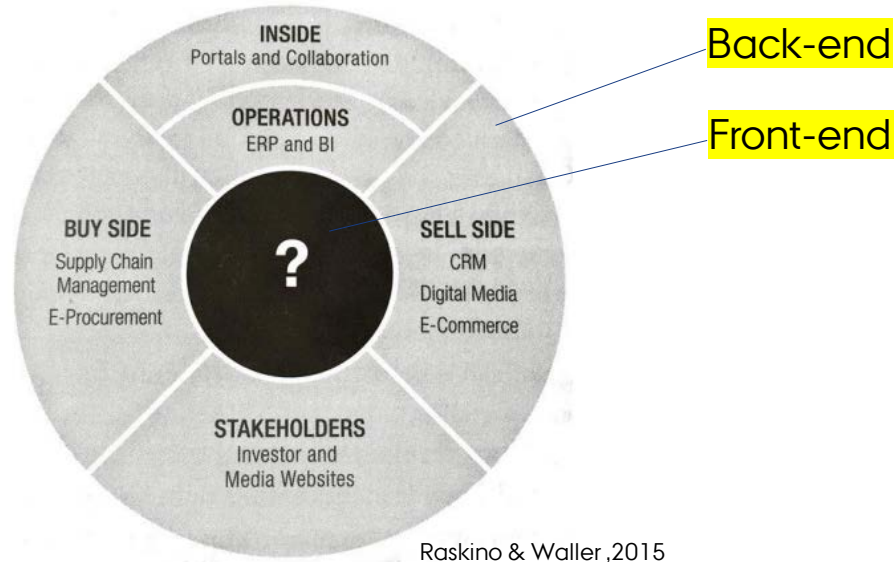 INSIDE
Portals and Collaboration
OPERATIONS
ERP and BI
BUY SIDE
Supply Chain
Management
E-Procurement
?
SELL SIDE
CRM
Digital Media
E-Commerce
STAKEHOLDERS
Investor and
Media Websites
Back-end
Front-end
Raskino & Waller ,2015